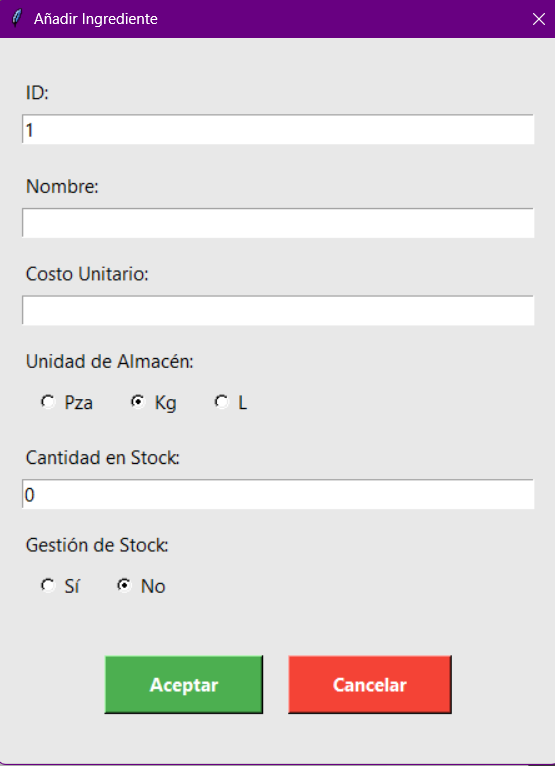 Añadir Ingrediente
ID:
1
Nombre:
Costo Unitario:
Unidad de Almacén:
Pza Kg L
Cantidad en Stock:
0
Gestión de Stock:
Sí No
Aceptar Cancelar